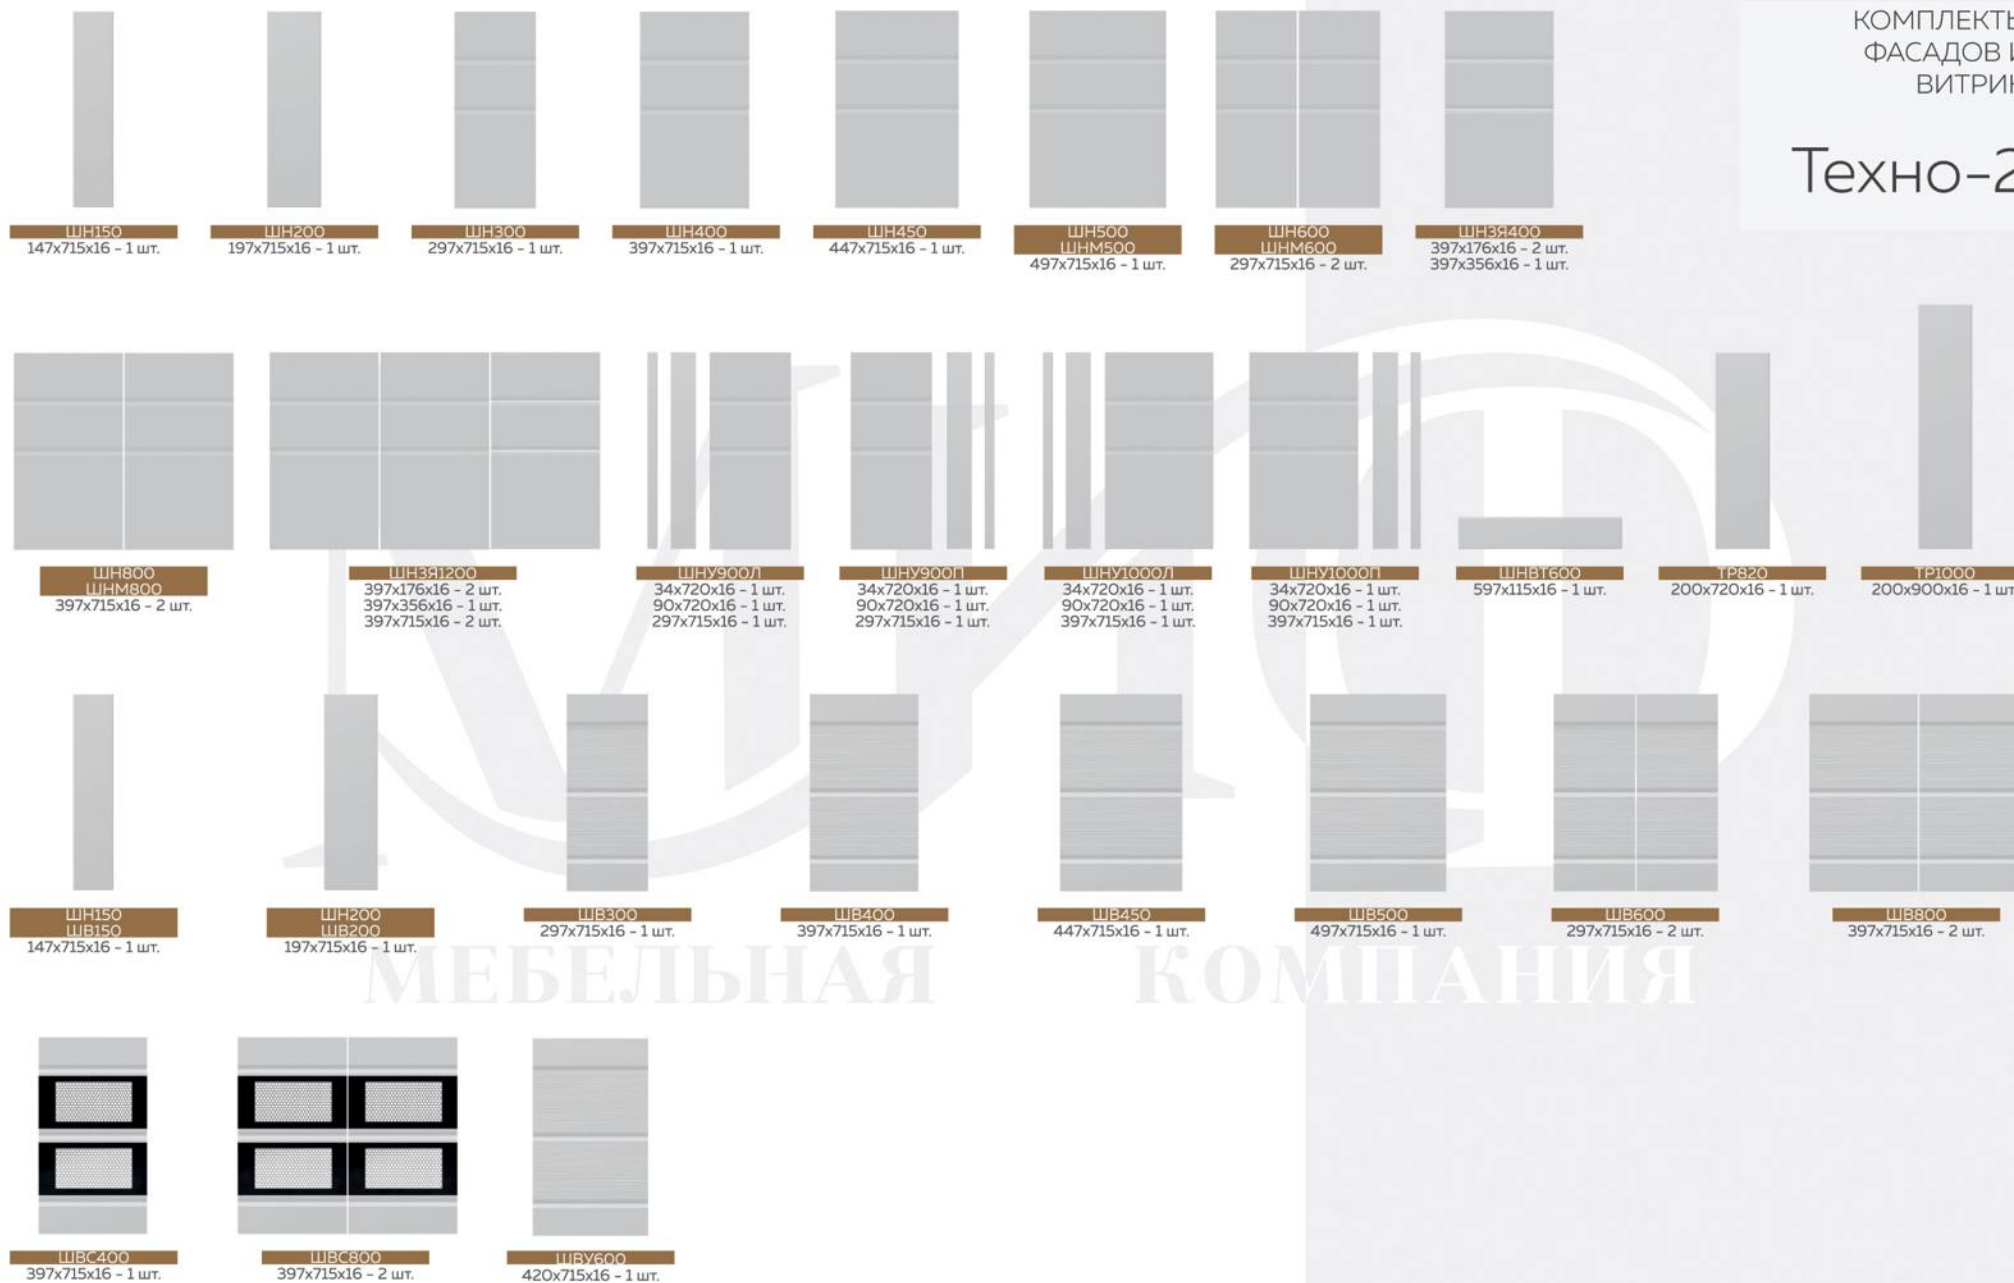 КОМПЛЕКТЫ
ФАСАДОВ И
ВИТРИН
Техно-2
ШН150
147x715x16 - 1 шт.
ШН200
197x715x16 - 1 шт.
ШН300
297x715x16 - 1 шт.
ШН400
397x715x16 - 1 шт.
ШН450
447x715x16 - 1 шт.
ШН500
ШНМ500
497x715x16 - 1 шт.
ШН600
ШНМ600
297x715x16 - 2 шт.
ШН3Я400
397x176x16 - 2 шт.
397x356x16 - 1 шт.
ШН800
ШНМ800
397x715x16 - 2 шт.
ШН3Я1200
397x176x16 - 2 шт.
397x356x16 - 1 шт.
397x715x16 - 2 шт.
ШНУ900Л
34x720x16 - 1 шт.
90x720x16 - 1 шт.
297x715x16 - 1 шт.
ШНУ900П
34x720x16 - 1 шт.
90x720x16 - 1 шт.
297x715x16 - 1 шт.
ШНУ1000Л
34x720x16 - 1 шт.
90x720x16 - 1 шт.
397x715x16 - 1 шт.
ШНУ1000П
34x720x16 - 1 шт.
90x720x16 - 1 шт.
397x715x16 - 1 шт.
ШНВТ600
597x115x16 - 1 шт.
ТР820
200x720x16 - 1 шт.
ТР1000
200x900x16 - 1 шт
ШН150
ШВ150
147x715x16 - 1 шт.
ШН200
ШВ200
197x715x16 - 1 шт.
ШВ300
297x715x16 - 1 шт.
ШВ400
397x715x16 - 1 шт.
ШВ450
447x715x16 - 1 шт.
ШВ500
497x715x16 - 1 шт.
ШВ600
297x715x16 - 2 шт.
ШВ800
397x715x16 - 2 шт.
МИФ
МЕБЕЛЬНАЯ КОМПАНИЯ
ШВС400
397x715x16 - 1 шт.
ШВС800
397x715x16 - 2 шт.
ШВУ600
420x715x16 - 1 шт.